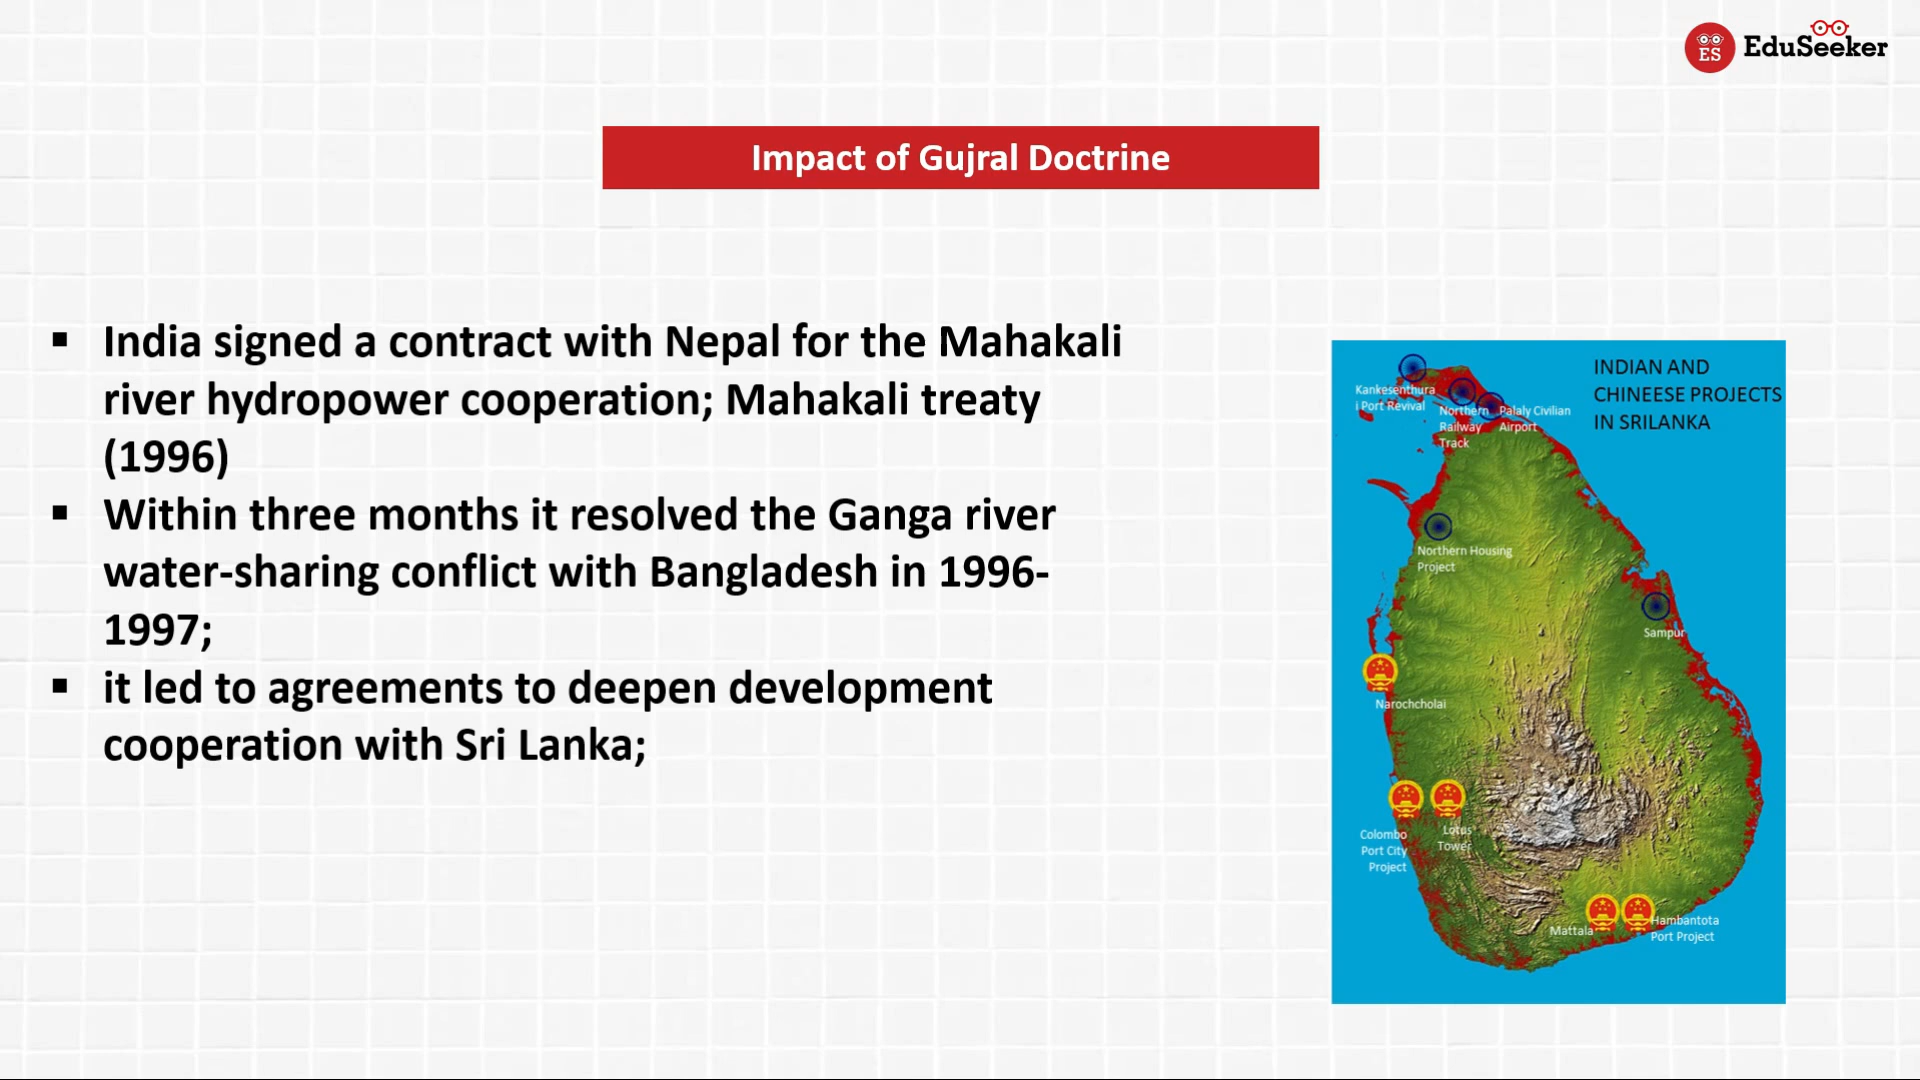 ES EduSeeker
Impact of Gujral Doctrine
▪ India signed a contract with Nepal for the Mahakali
river hydropower cooperation; Mahakali treaty
(1996)
▪ Within three months it resolved the Ganga river
water-sharing conflict with Bangladesh in 1996-
1997;
▪ it led to agreements to deepen development
cooperation with Sri Lanka;
INDIAN AND
CHINEESE PROJECTS
IN SRILANKA
Kankesenthura
i Port Revival
Northern
Railway
Track
Palaly Civilian
Airport
Northern Housing
Project
Sampur
Narochcholai
Colombo
Port City
Project
Lotus
Tower
Mattala
Hambantota
Port Project